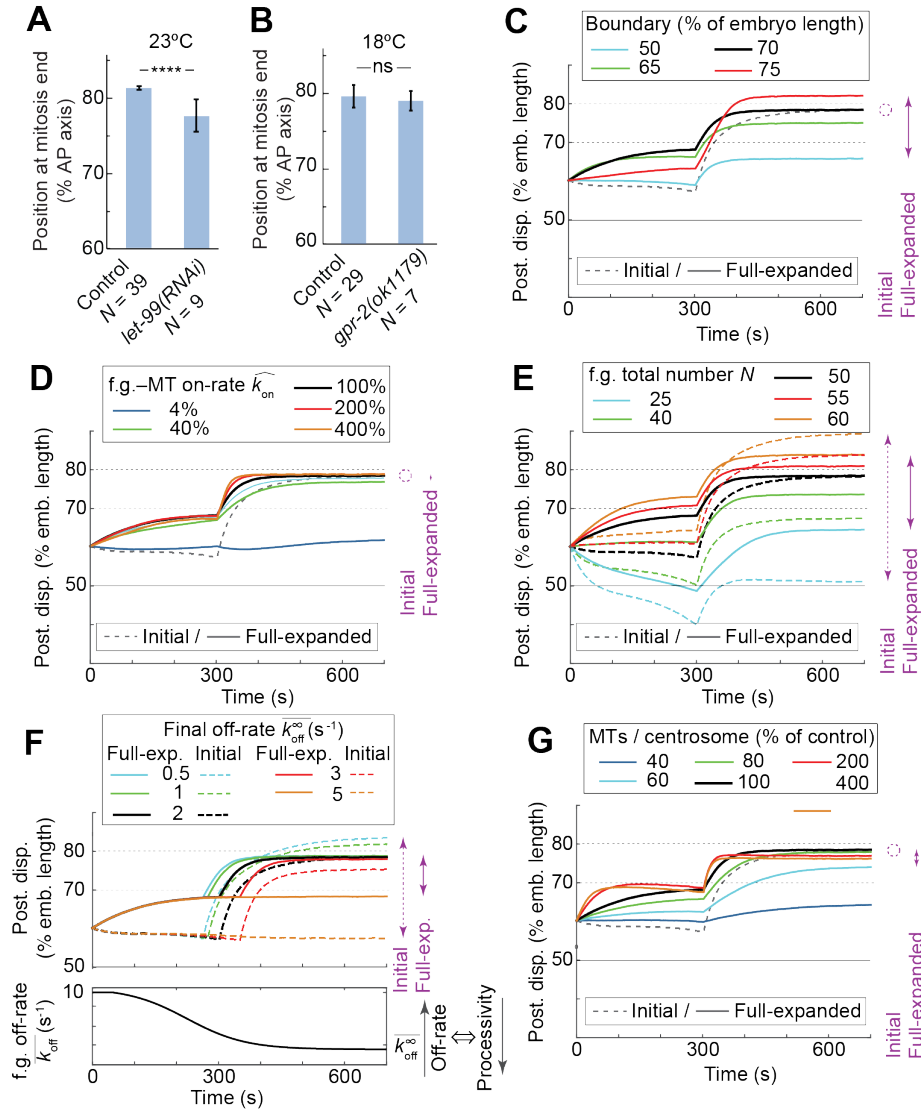 A
23ºC
****
Position at mitosis end
(% AP axis)
80
70
60
Control
N = 39
let-99(RNAi)
N = 9
B
18ºC
ns
Position at mitosis end
(% AP axis)
80
70
60
Control
N = 29
gpr-2(ok1179)
N = 7
C
Boundary (% of embryo length)
50
70
65
75
Post. disp. (% emb. length)
80
70
50
Initial / Full-expanded
0
300
600
Time (s)
Initial
Full-expanded
D
f.g.–MT on-rate k̂on
100%
4%
200%
40%
400%
Post. disp. (% emb. length)
80
70
50
Initial / Full-expanded
0
300
600
Time (s)
Initial
Full-expanded
E
f.g. total number N
50
25
55
40
60
Post. disp. (% emb. length)
80
70
50
Initial / Full-expanded
0
300
600
Time (s)
Initial
Full-expanded
F
Final off-rate k∞off (s-1)
Full-exp. Initial Full-exp. Initial
0.5
3
1
5
2
Post. disp.
(% emb. length)
80
70
50
Initial
Full-exp.
f.g. off-rate
koff (s-1)
10
k∞off
0
300
600
Time (s)
Off-rate
⇔
Processivity
G
MTs / centrosome (% of control)
40
80
200
60
100
400
Post. disp. (% emb. length)
80
70
50
Initial / Full-expanded
0
300
600
Time (s)
Initial
Full-expanded